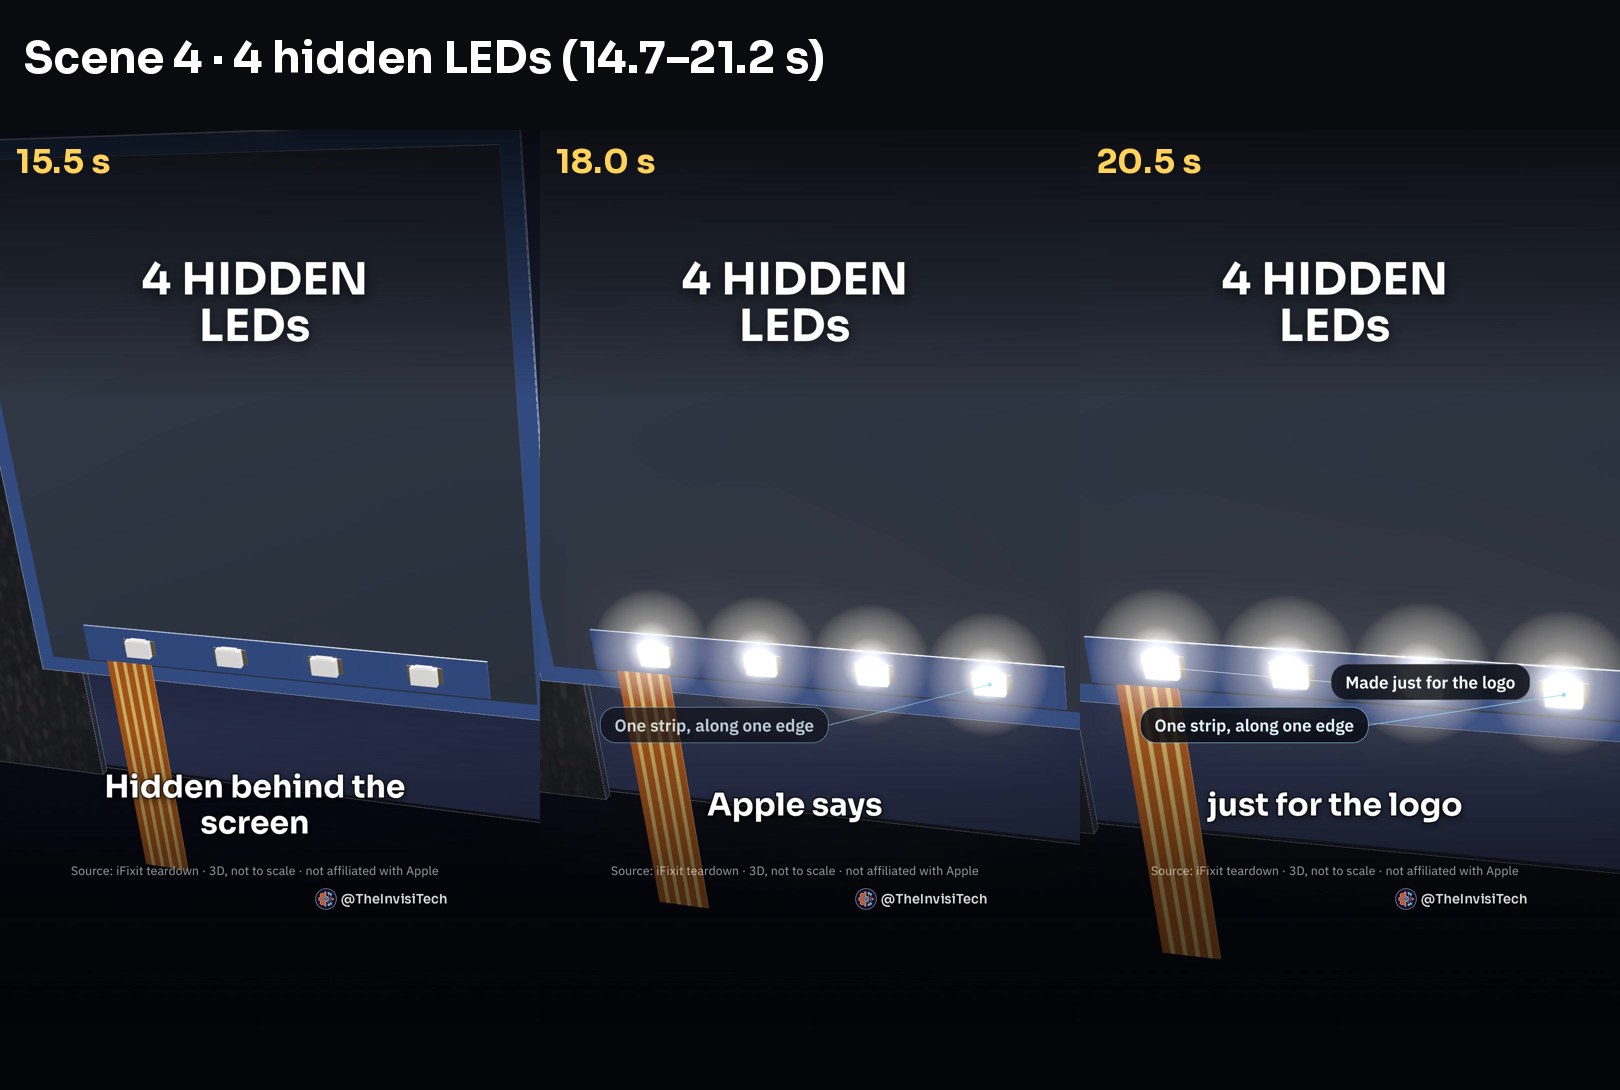 Scene 4 · 4 hidden LEDs (14.7–21.2 s)
15.5 s
4 HIDDEN
LEDs
Hidden behind the
screen
Source: iFixit teardown · 3D, not to scale · not affiliated with Apple
@TheInvisiTech
18.0 s
4 HIDDEN
LEDs
One strip, along one edge
Apple says
Source: iFixit teardown · 3D, not to scale · not affiliated with Apple
@TheInvisiTech
20.5 s
4 HIDDEN
LEDs
Made just for the logo
One strip, along one edge
just for the logo
Source: iFixit teardown · 3D, not to scale · not affiliated with Apple
@TheInvisiTech